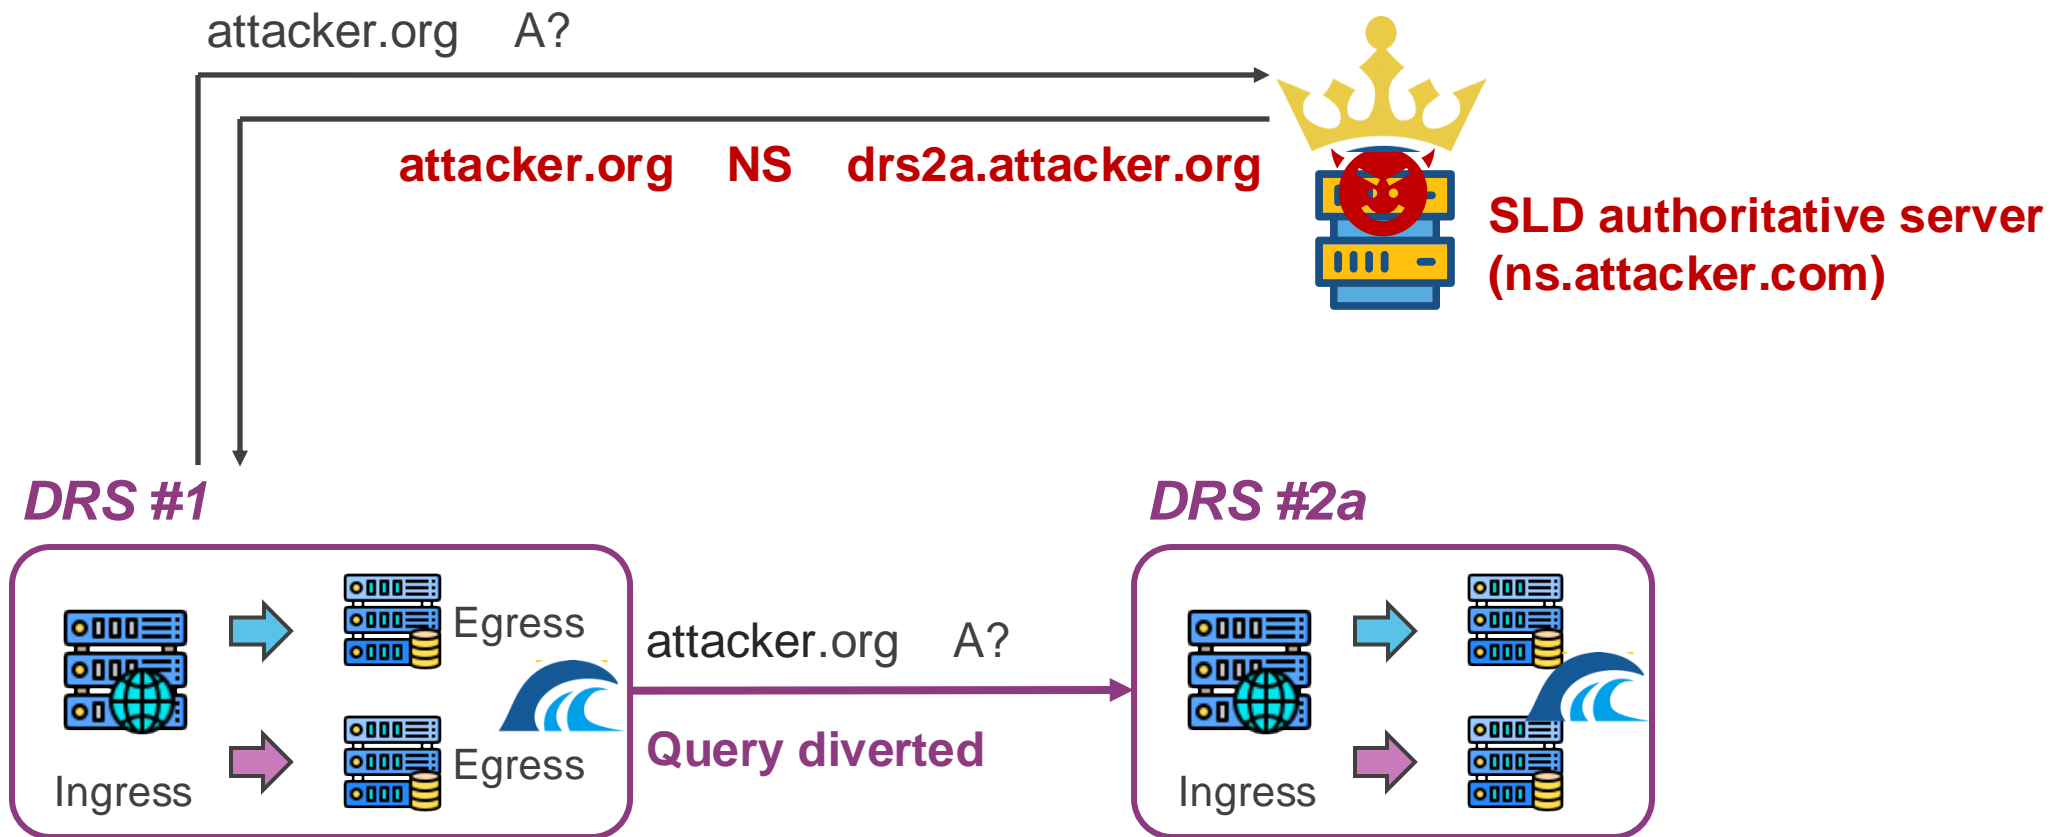 attacker.org A?
attacker.org NS drs2a.attacker.org
SLD authoritative server
(ns.attacker.com)
DRS #1
DRS #2a
Egress
attacker.org A?
Query diverted
Egress
Ingress
Ingress